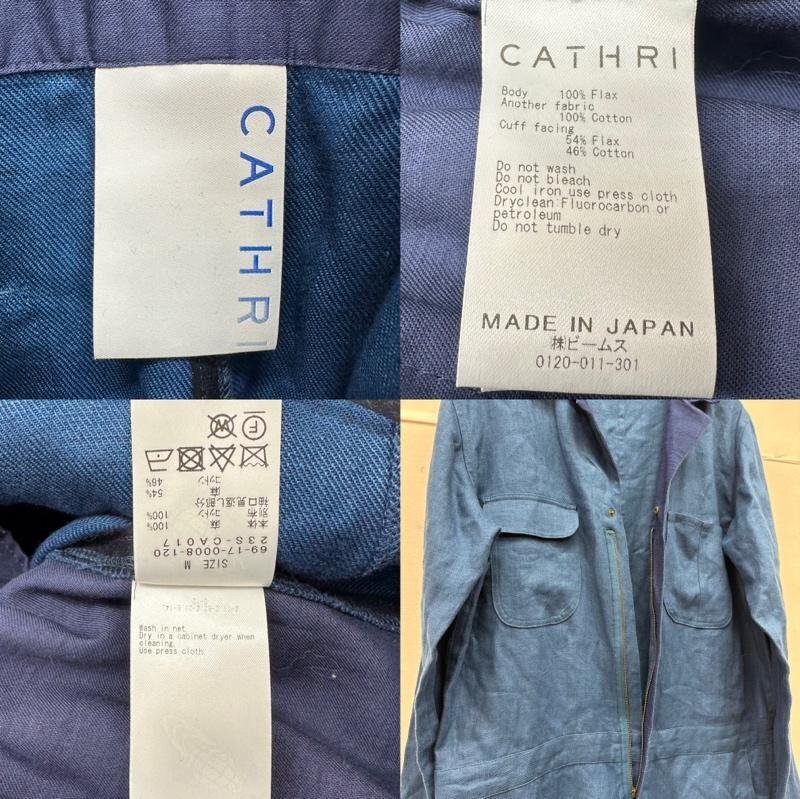 CATHRI
CATHRI
Body 100% Flax
Another fabric
100% Cotton
Cuff facing
54% Flax
46% Cotton
Do not wash
Do not bleach
Cool iron use press cloth
Dryclean:Fluorocarbon or
petroleum
Do not tumble dry
MADE IN JAPAN
㈱ビームス
0120-011-301
SIZE M
69-17-0008-120
23S-CA017
本体 麻 100%
別布 コットン 100%
袖口見返し部分
麻 54%
コットン 46%
F
W
Wash in net.
Dry in a cabinet dryer when
cleaning.
Use press cloth.